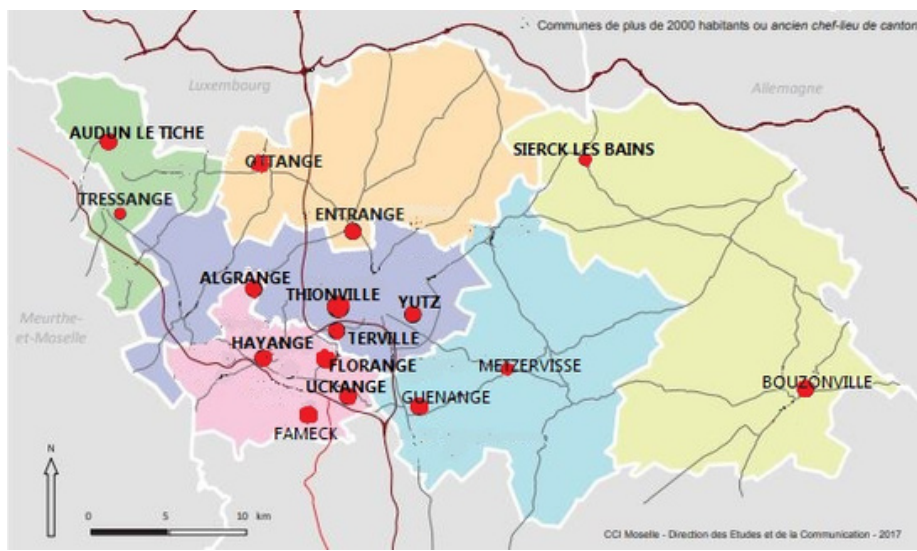 Communes de plus de 2000 habitants ou ancien chef-lieu de canton
Luxembourg
Allemagne
AUDUN LE TICHE
OTTANGE
SIERCK LES BAINS
TRESSANGE
ENTRANGE
ALGRANGE
THIONVILLE
YUTZ
Meurthe-
et-Moselle
TERVILLE
HAYANGE
FLORANGE
METZERVISSE
UCKANGE
BOUZONVILLE
GUENANGE
FAMECK
N
0 5 10 km
CCI Moselle - Direction des Etudes et de la Communication - 2017